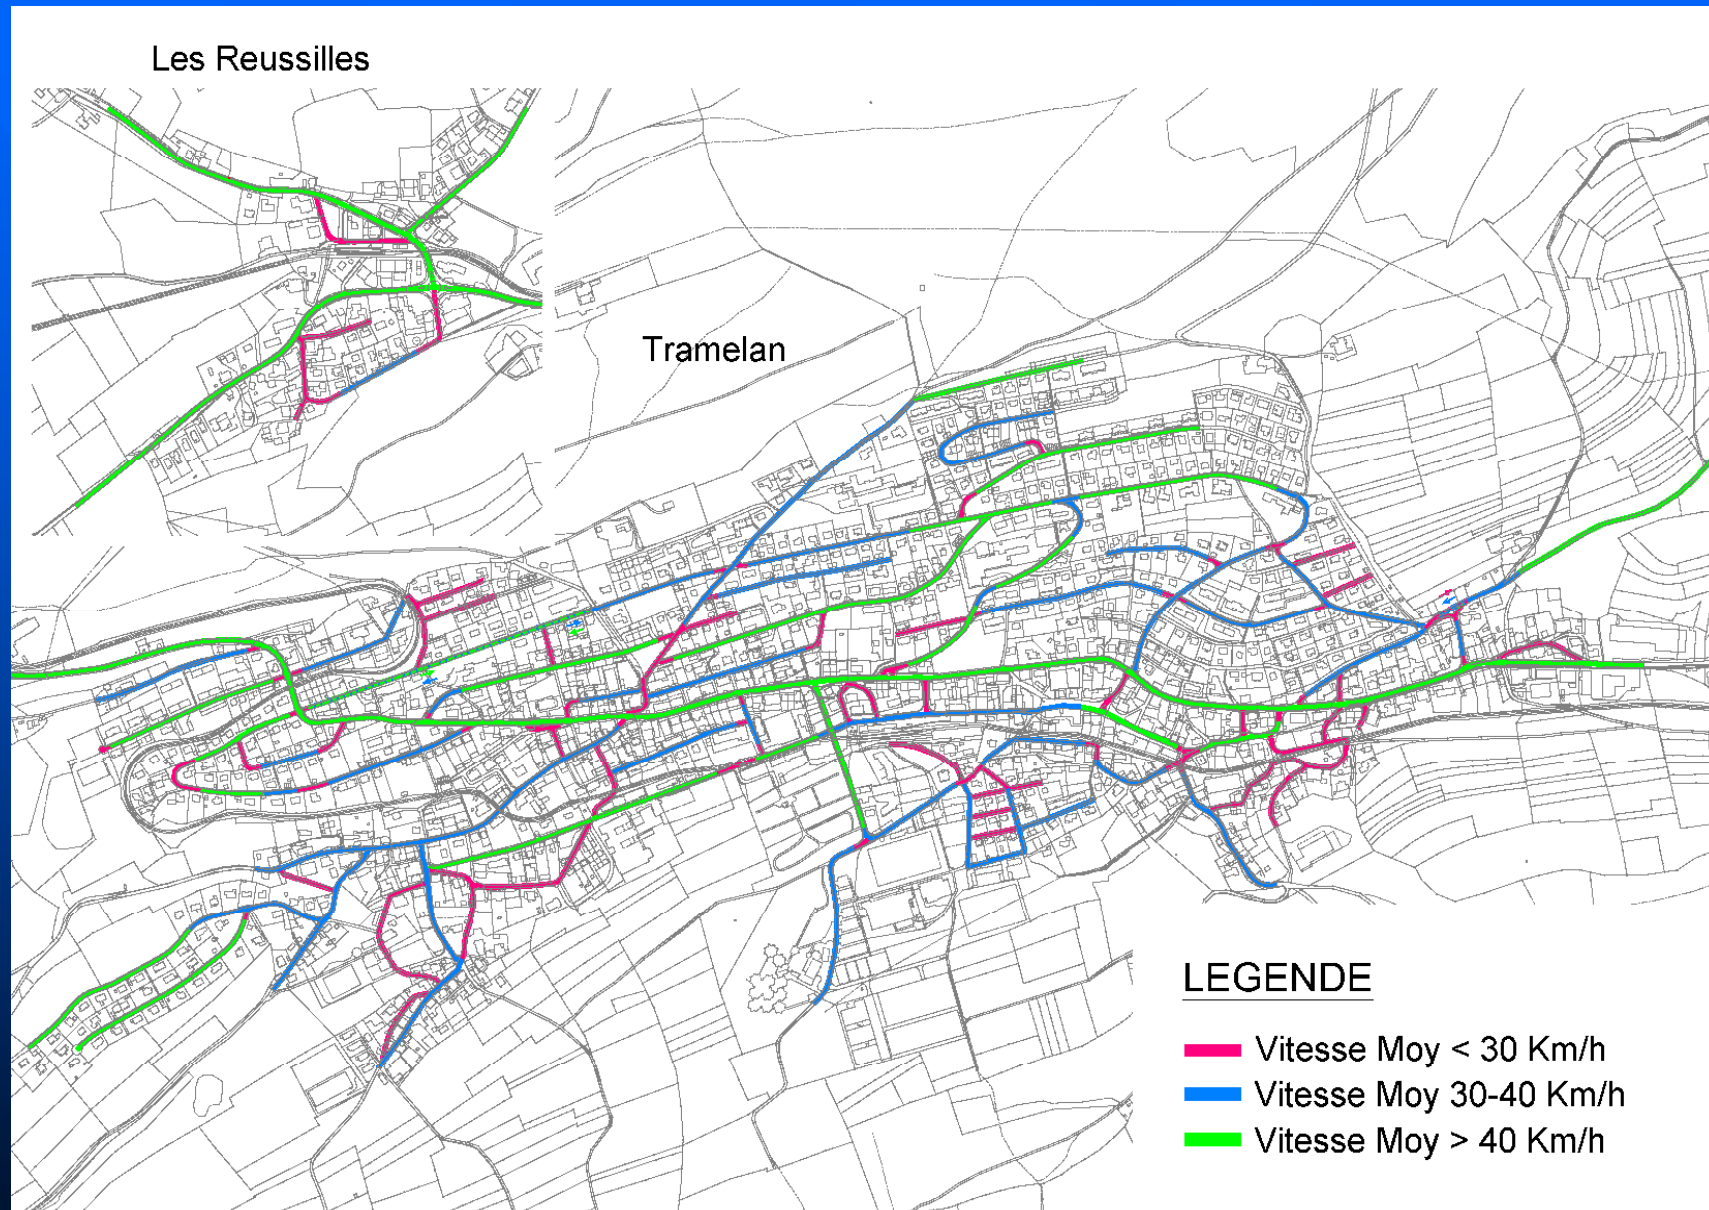 Les Reussilles
Tramelan
LEGENDE
Vitesse Moy < 30 Km/h
Vitesse Moy 30-40 Km/h
Vitesse Moy > 40 Km/h